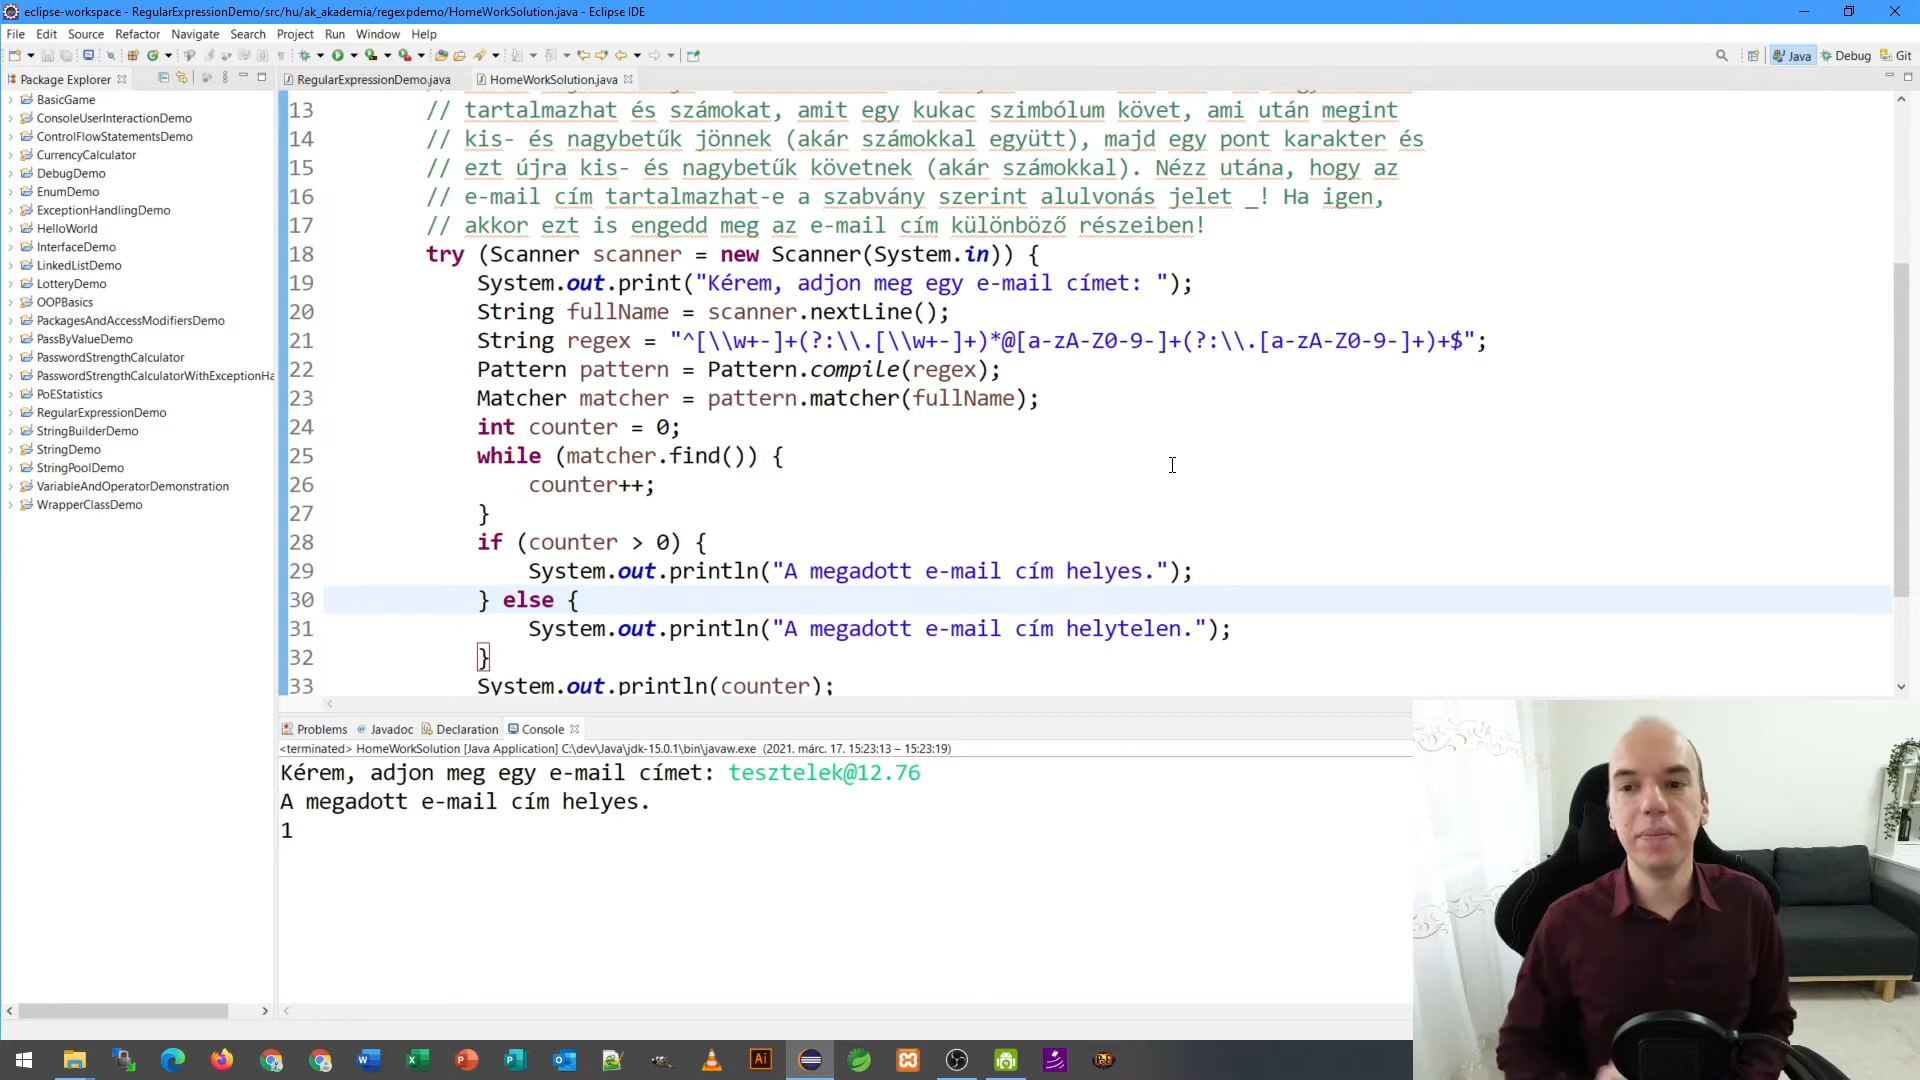 eclipse-workspace - RegularExpressionDemo/src/hu/ak_akademia/regexpdemo/HomeWorkSolution.java - Eclipse IDE
File Edit Source Refactor Navigate Search Project Run Window Help
Java Debug Git
Package Explorer
RegularExpressionDemo.java HomeWorkSolution.java
BasicGame
ConsoleUserInteractionDemo
ControlFlowStatementsDemo
CurrencyCalculator
DebugDemo
EnumDemo
ExceptionHandlingDemo
HelloWorld
InterfaceDemo
LinkedListDemo
LotteryDemo
OOPBasics
PackagesAndAccessModifiersDemo
PassByValueDemo
PasswordStrengthCalculator
PasswordStrengthCalculatorWithExceptionHa
PoEStatistics
RegularExpressionDemo
StringBuilderDemo
StringDemo
StringPoolDemo
VariableAndOperatorDemonstration
WrapperClassDemo
13 // tartalmazhat és számokat, amit egy kukac szimbólum követ, ami után megint
14 // kis- és nagybetűk jönnek (akár számokkal együtt), majd egy pont karakter és
15 // ezt újra kis- és nagybetűk követnek (akár számokkal). Nézz utána, hogy az
16 // e-mail cím tartalmazhat-e a szabvány szerint alulvonás jelet _! Ha igen,
17 // akkor ezt is engedd meg az e-mail cím különböző részeiben!
18 try (Scanner scanner = new Scanner(System.in)) {
19 System.out.print("Kérem, adjon meg egy e-mail címet: ");
20 String fullName = scanner.nextLine();
21 String regex = "^[\\w+-]+(?:\\.[\\w+-]+)*@[a-zA-Z0-9-]+(?:\\.[a-zA-Z0-9-]+)+$";
22 Pattern pattern = Pattern.compile(regex);
23 Matcher matcher = pattern.matcher(fullName);
24 int counter = 0;
25 while (matcher.find()) {
26 counter++;
27 }
28 if (counter > 0) {
29 System.out.println("A megadott e-mail cím helyes.");
30 } else {
31 System.out.println("A megadott e-mail cím helytelen.");
32 }
33 System.out.println(counter);
Problems Javadoc Declaration Console
<terminated> HomeWorkSolution [Java Application] C:\dev\Java\jdk-15.0.1\bin\javaw.exe (2021. márc. 17. 15:23:13 – 15:23:19)
Kérem, adjon meg egy e-mail címet: tesztelek@12.76
A megadott e-mail cím helyes.
1